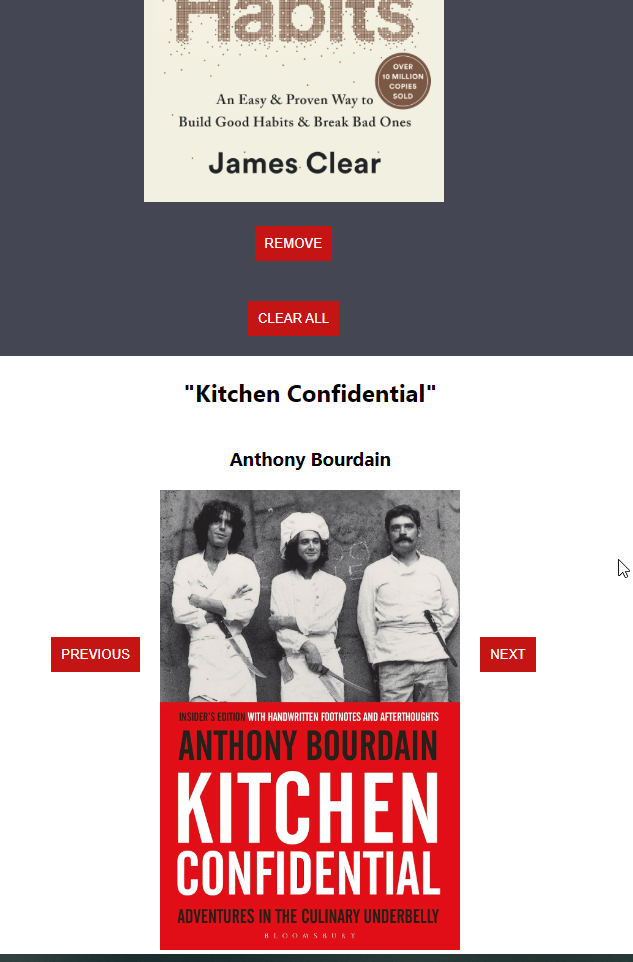 Habits
OVER
10 MILLION
COPIES
SOLD
An Easy & Proven Way to
Build Good Habits & Break Bad Ones
James Clear
REMOVE
CLEAR ALL
"Kitchen Confidential"
Anthony Bourdain
PREVIOUS
NEXT
INSIDER'S EDITION WITH HANDWRITTEN FOOTNOTES AND AFTERTHOUGHTS
ANTHONY BOURDAIN
KITCHEN
CONFIDENTIAL
ADVENTURES IN THE CULINARY UNDERBELLY
BLOOMSBURY